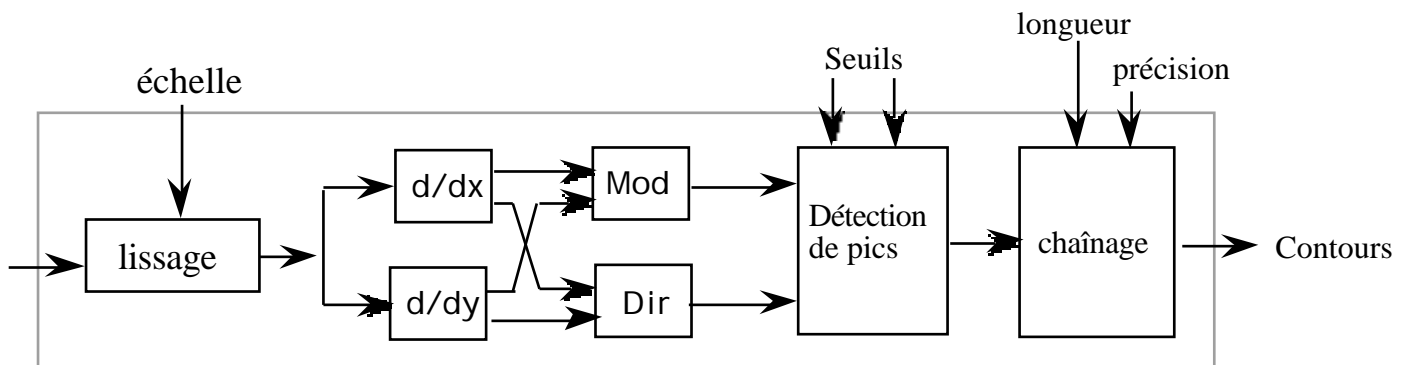 longueur
Seuils
précision
échelle
d/dx
Mod
Détection
de pics
lissage
chaînage
Contours
d/dy
Dir